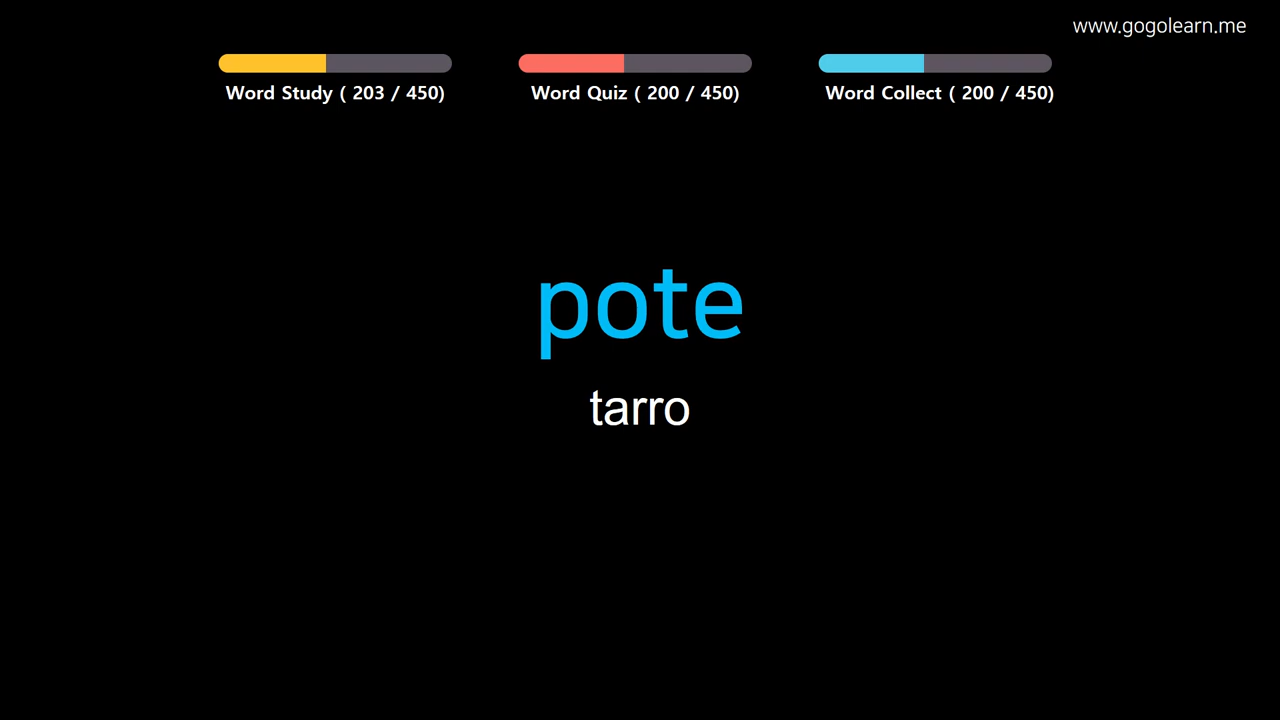 www.gogolearn.me
Word Study ( 203 / 450)
Word Quiz ( 200 / 450)
Word Collect ( 200 / 450)
pote
tarro